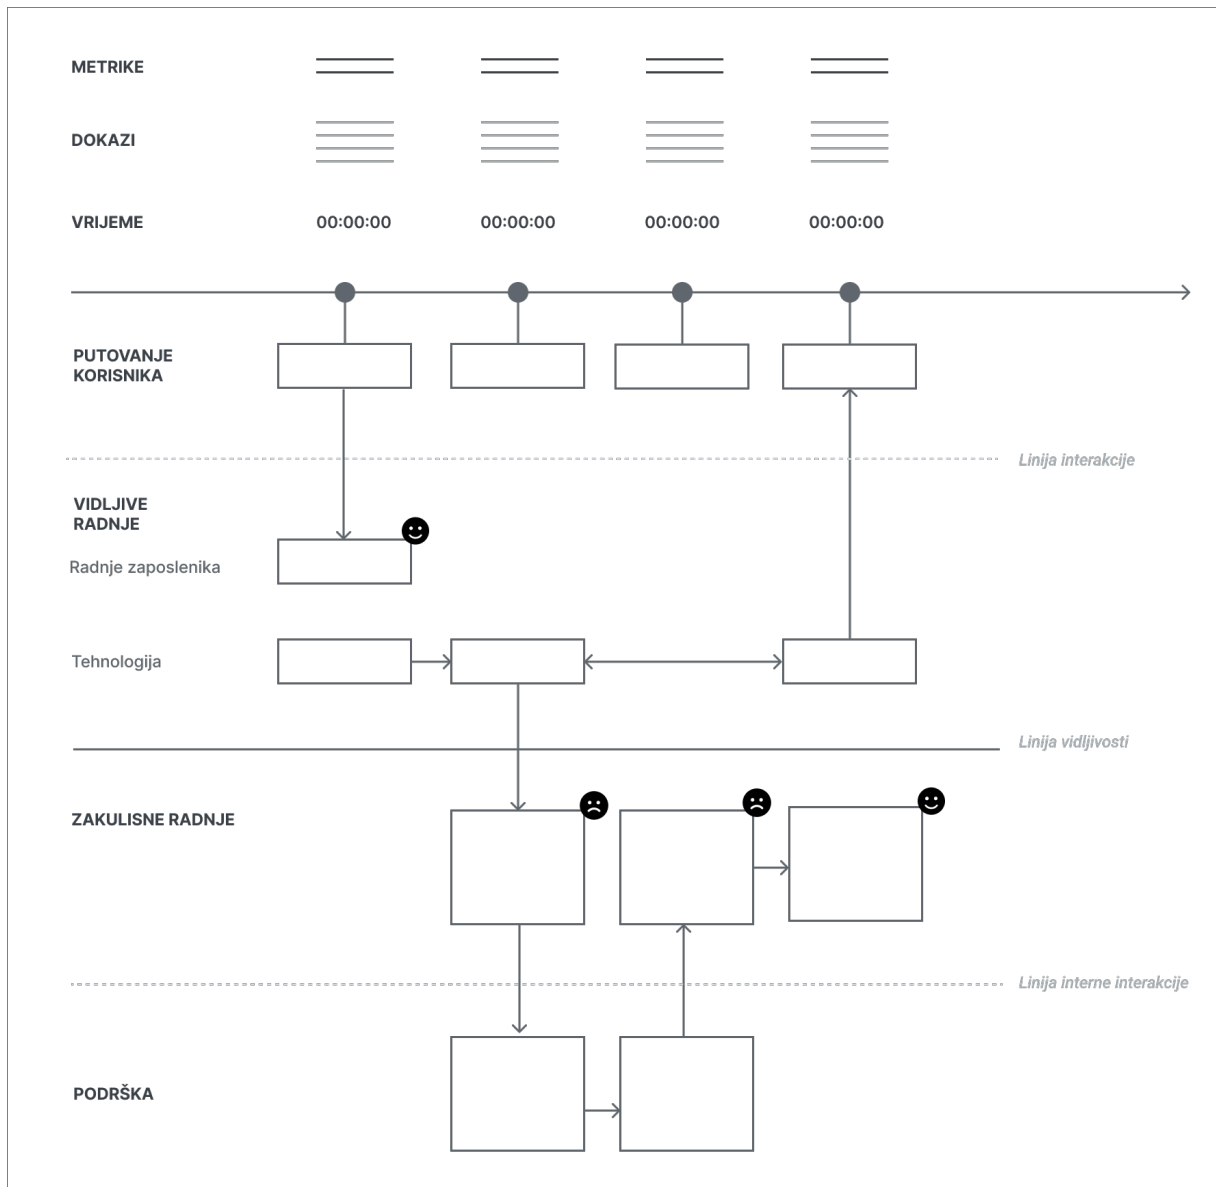 METRIKE
DOKAZI
VRIJEME
00:00:00
00:00:00
00:00:00
00:00:00
PUTOVANJE
KORISNIKA
Linija interakcije
VIDLJIVE
RADNJE
Radnje zaposlenika
Tehnologija
Linija vidljivosti
ZAKULISNE RADNJE
Linija interne interakcije
PODRŠKA